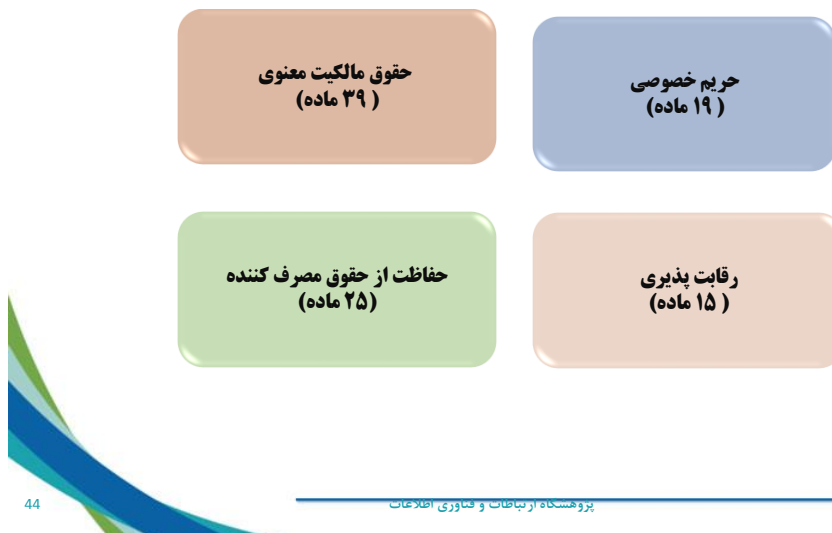 حریم خصوصی
( ۱۹ ماده)
حقوق مالکیت معنوی
( ۳۹ ماده)
رقابت پذیری
( ۱۵ ماده)
حفاظت از حقوق مصرف کننده
(۲۵ ماده)
پژوهشگاه ارتباطات و فناوری اطلاعات
44